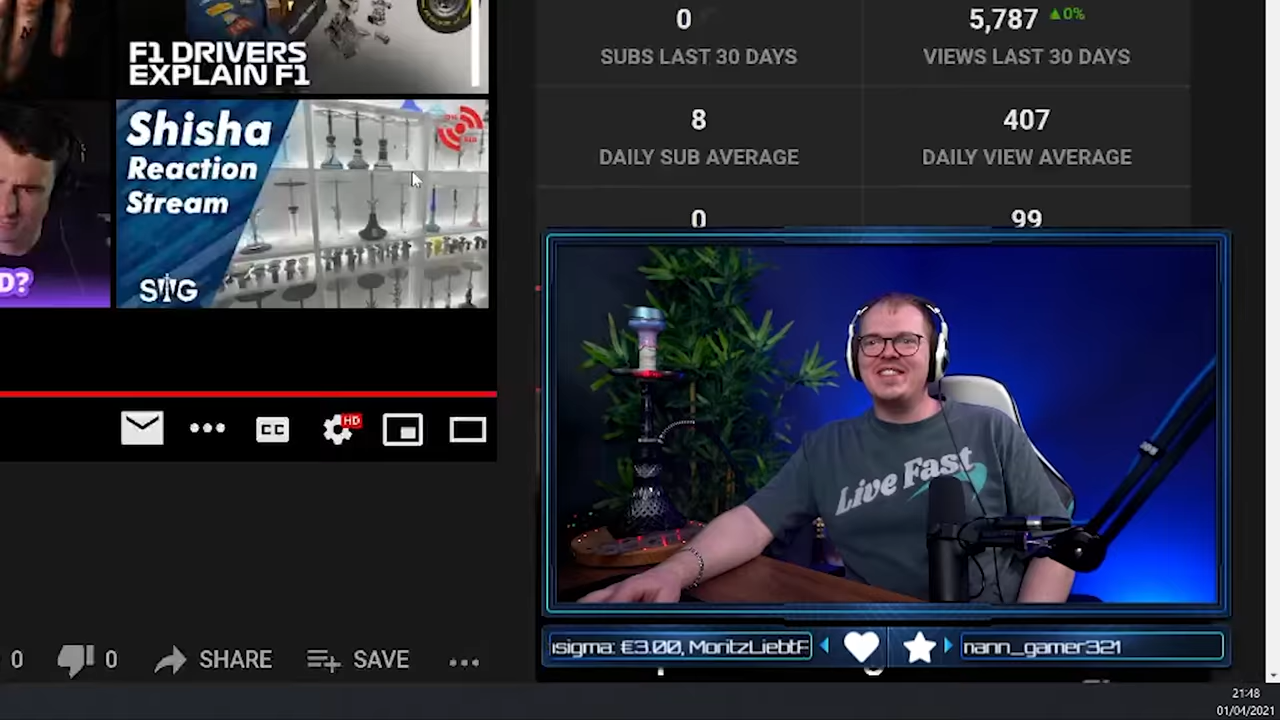 F1 DRIVERS
EXPLAIN F1
D?
Shisha
Reaction
Stream
HD
CC
0
0
SHARE
SAVE
0
5,787 ▲0%
SUBS LAST 30 DAYS
VIEWS LAST 30 DAYS
8
407
DAILY SUB AVERAGE
DAILY VIEW AVERAGE
0
99
Live Fast
isigma: €3.00, MoritzLiebtF
nann_gamer321
21:48
01/04/2021